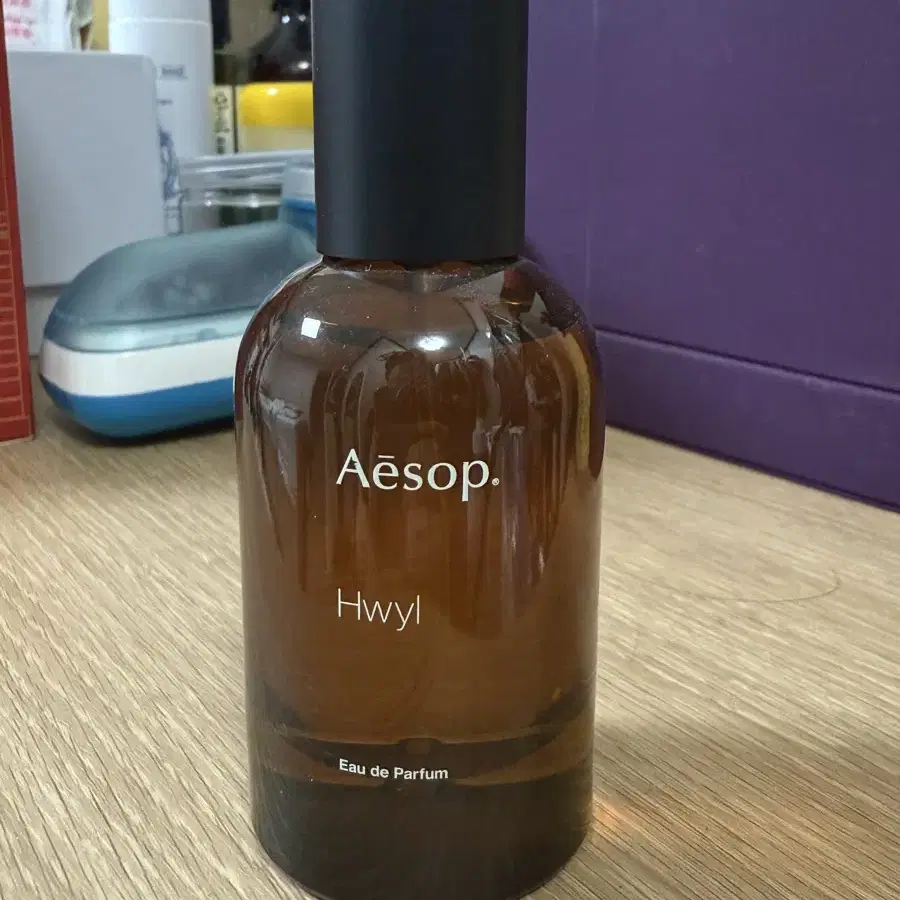 Aēsop®
Hwyl
Eau de Parfum